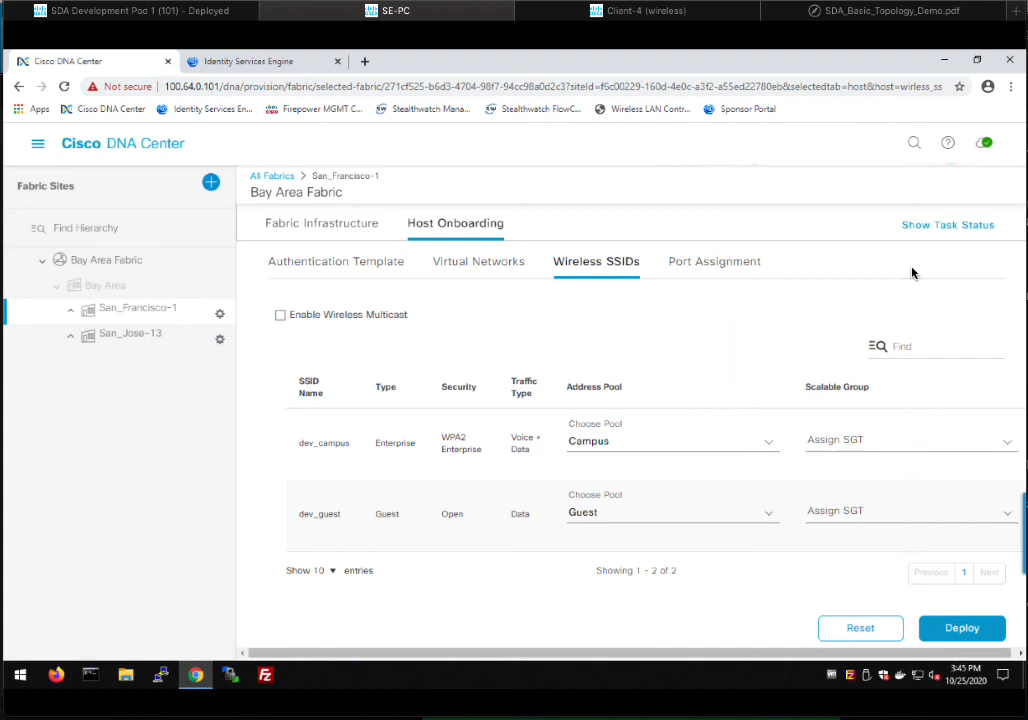 SDA Development Pod 1 (101) - Deployed
SE-PC
Client-4 (wireless)
SDA_Basic_Topology_Demo.pdf
Cisco DNA Center
Identity Services Engine
Not secure
100.64.0.101/dna/provision/fabric/selected-fabric/271cf525-b6d3-4704-98f7-94cc98a0d2c3?siteId=f6c00229-160d-4e0c-a3f2-a55ed22780eb&selectedtab=host&host=wirless_ss
Apps
Cisco DNA Center
Identity Services En...
Firepower MGMT C...
Stealthwatch Mana...
Stealthwatch FlowC...
Wireless LAN Contr...
Sponsor Portal
Cisco DNA Center
Fabric Sites
Find Hierarchy
Bay Area Fabric
Bay Area
San_Francisco-1
San_Jose-13
All Fabrics > San_Francisco-1
Bay Area Fabric
Fabric Infrastructure
Host Onboarding
Show Task Status
Authentication Template
Virtual Networks
Wireless SSIDs
Port Assignment
Enable Wireless Multicast
Find
SSID Name
Type
Security
Traffic Type
Address Pool
Scalable Group
dev_campus
Enterprise
WPA2 Enterprise
Voice + Data
Choose Pool
Campus
Assign SGT
dev_guest
Guest
Open
Data
Choose Pool
Guest
Assign SGT
Show 10 entries
Showing 1 - 2 of 2
Previous
1
Next
Reset
Deploy
3:45 PM
10/25/2020